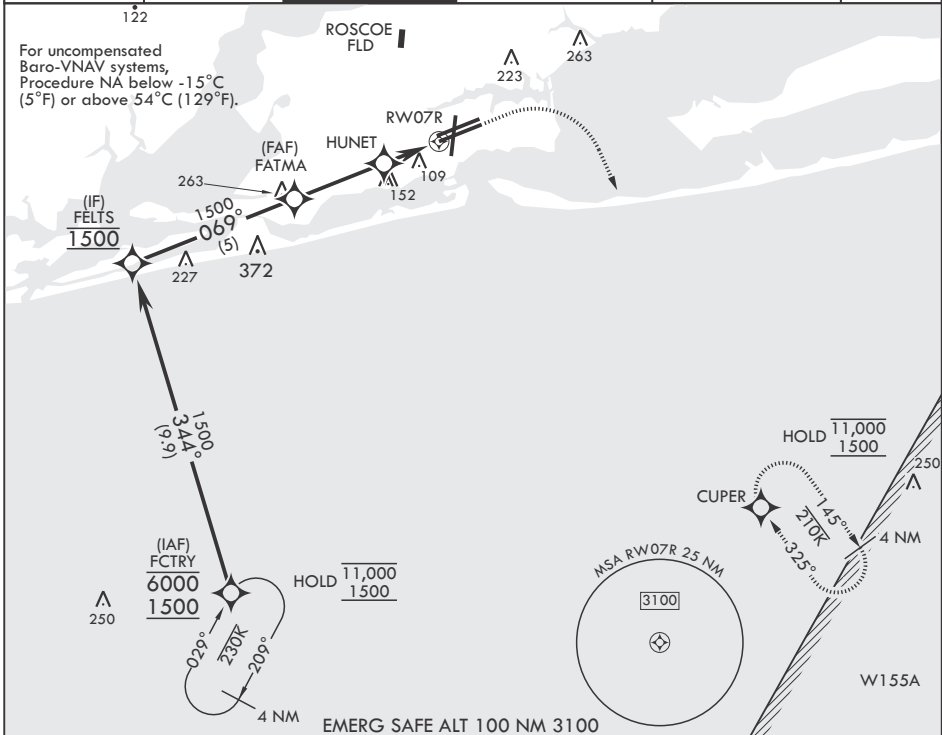 122
For uncompensated
Baro-VNAV systems,
Procedure NA below -15°C
(5°F) or above 54°C (129°F).
ROSCOE
FLD
263
223
RW07R
HUNET
(FAF)
FATMA
109
152
263
(IF)
FELTS
1500
1500
069°
(5)
227
372
1500
344°
(9.9)
HOLD 11,000
1500
250
CUPER
145°
210K
325°
4 NM
(IAF)
FCTRY
6000
1500
HOLD 11,000
1500
250
029°
230K
209°
4 NM
MSA RW07R 25 NM
3100
W155A
EMERG SAFE ALT 100 NM 3100